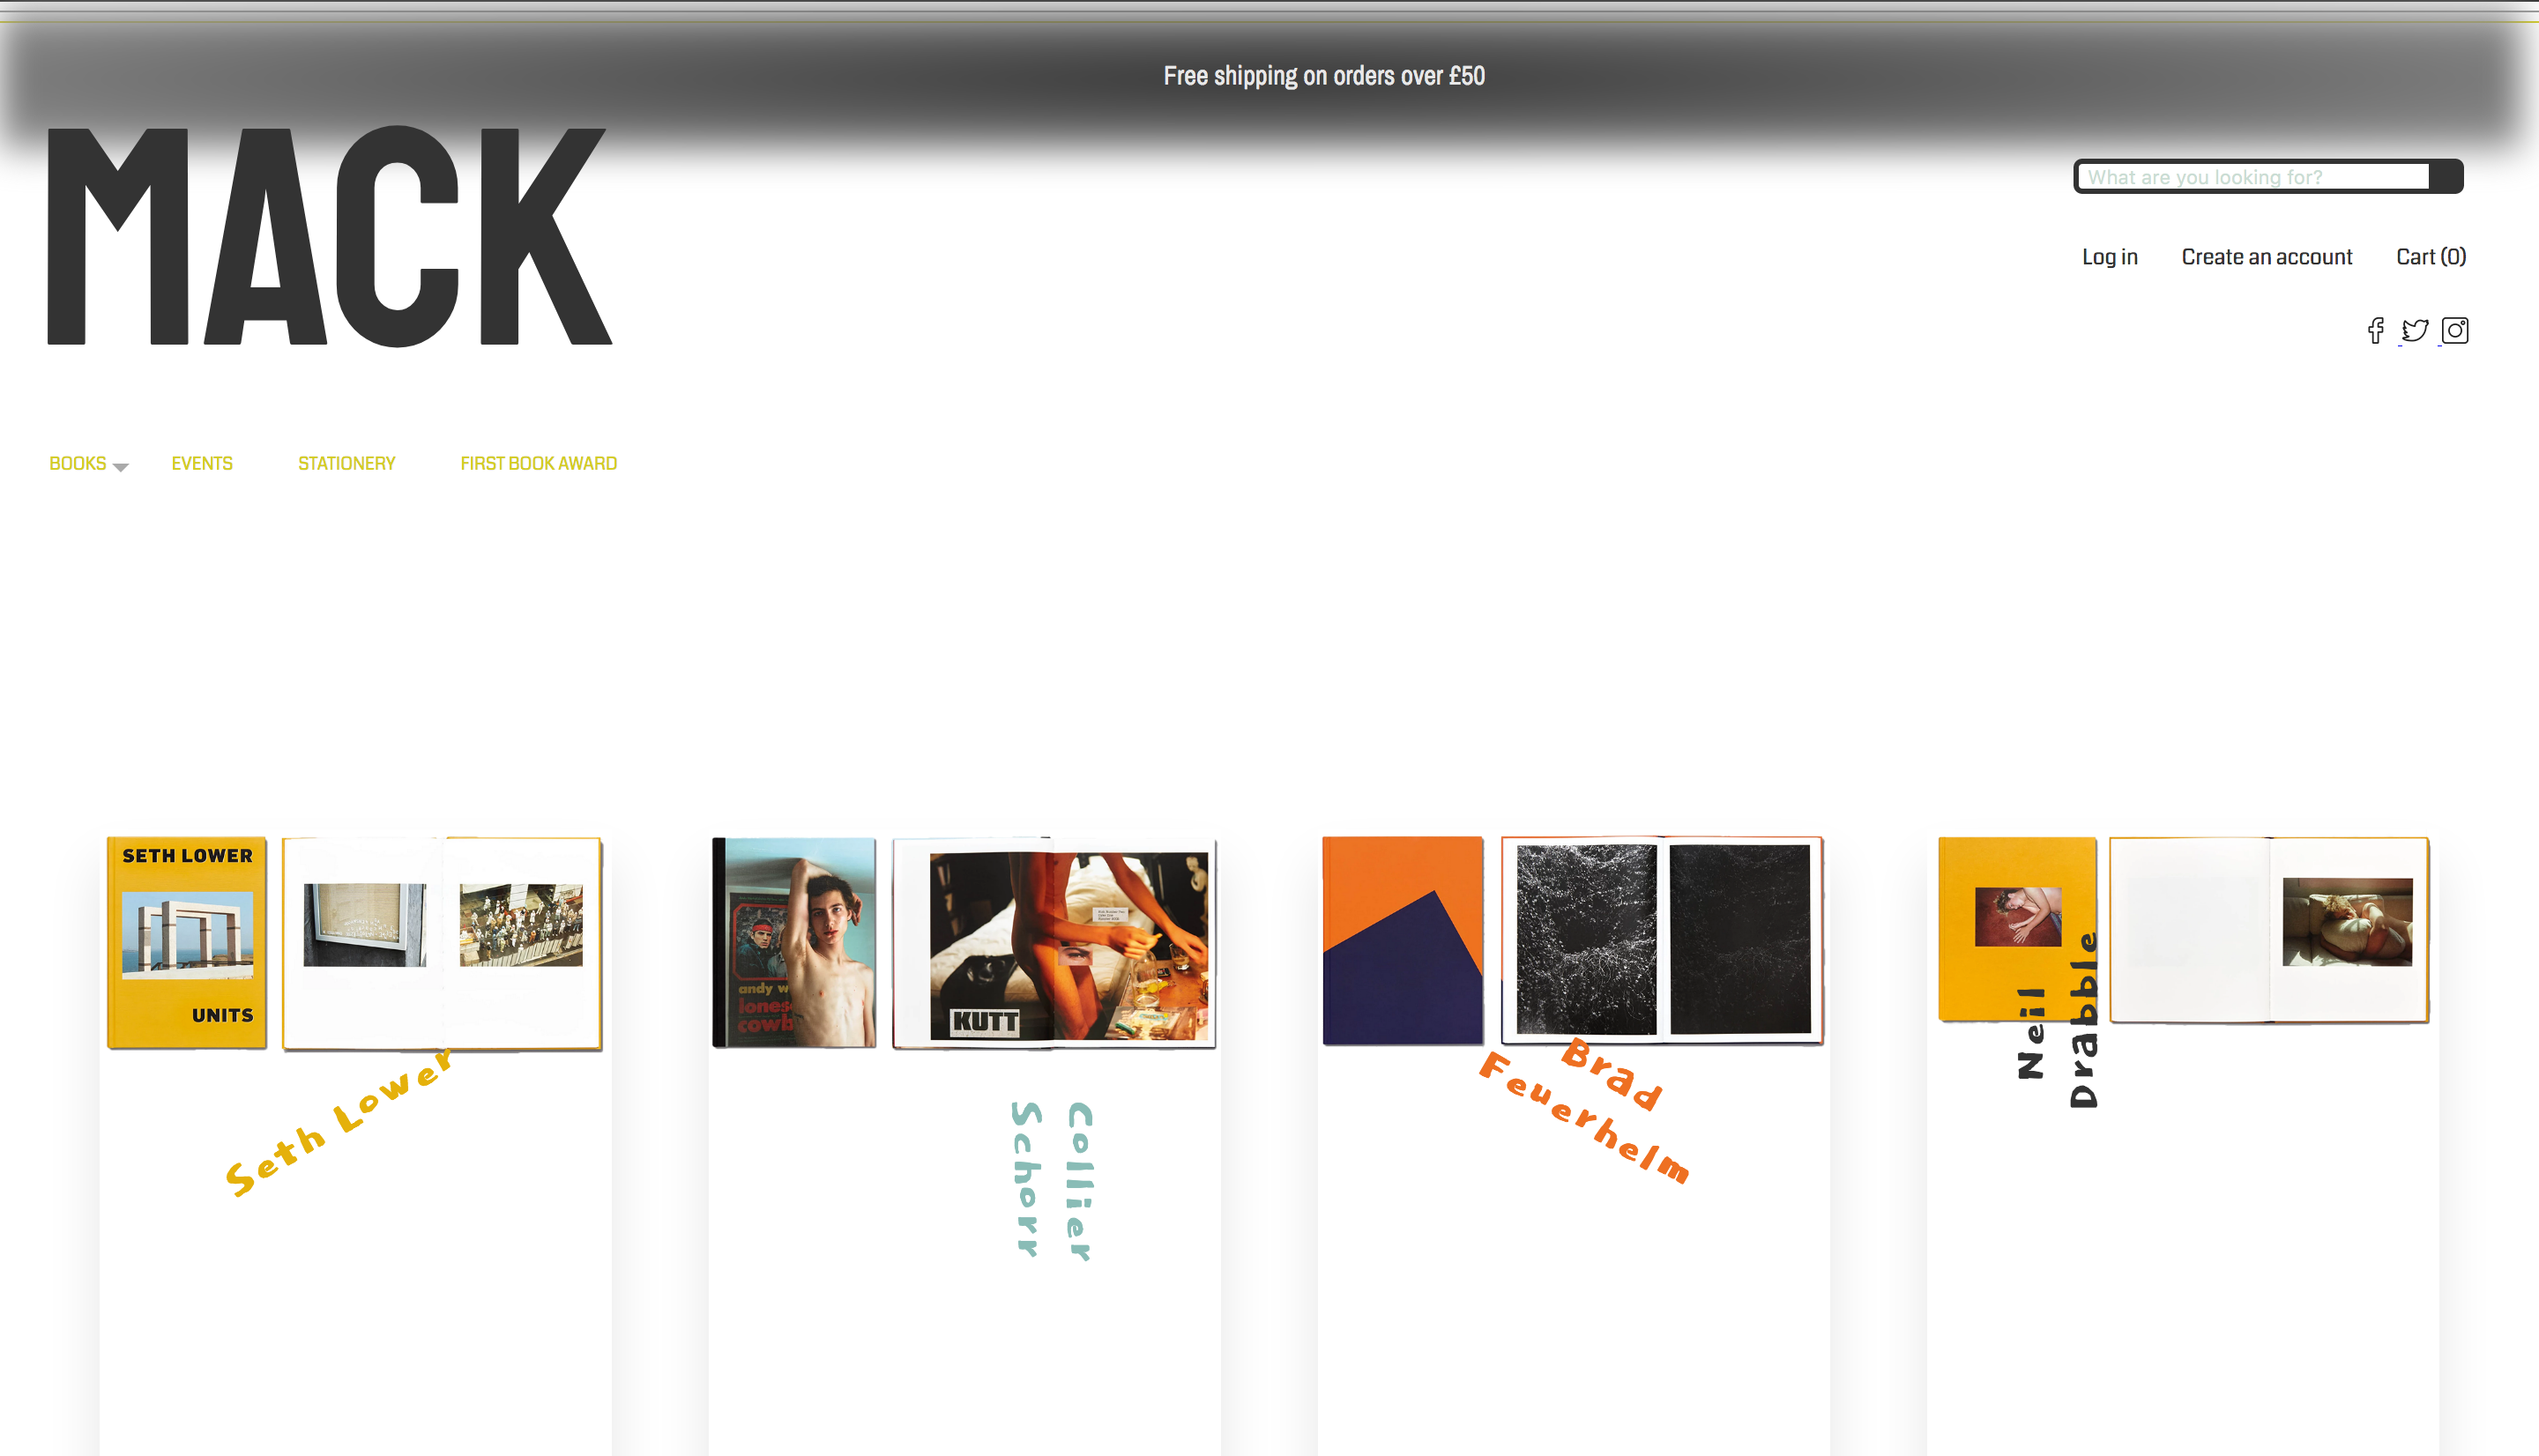 Free shipping on orders over £50
MACK
What are you looking for?
Log in
Create an account
Cart (0)
BOOKS
EVENTS
STATIONERY
FIRST BOOK AWARD
SETH LOWER
UNITS
Seth Lower
andy w
lones
cowb
KUTT
Collier
Schorr
Brad
Feuerhelm
Neil
Drabble